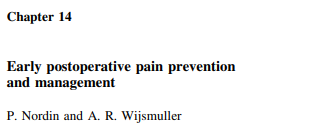 Chapter 14
Early postoperative pain prevention
and management
P. Nordin and A. R. Wijsmuller